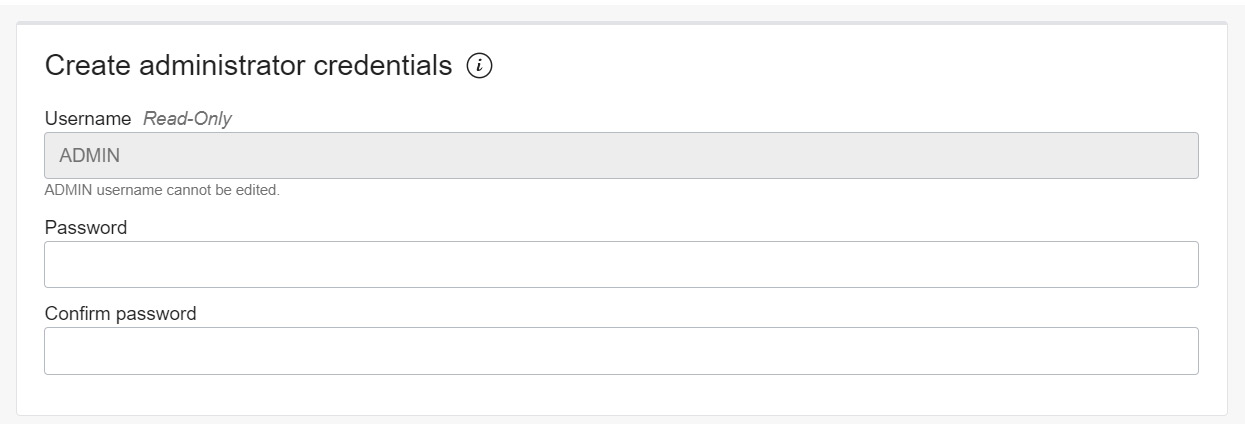 Create administrator credentials i
Username Read-Only
ADMIN
ADMIN username cannot be edited.
Password
Confirm password